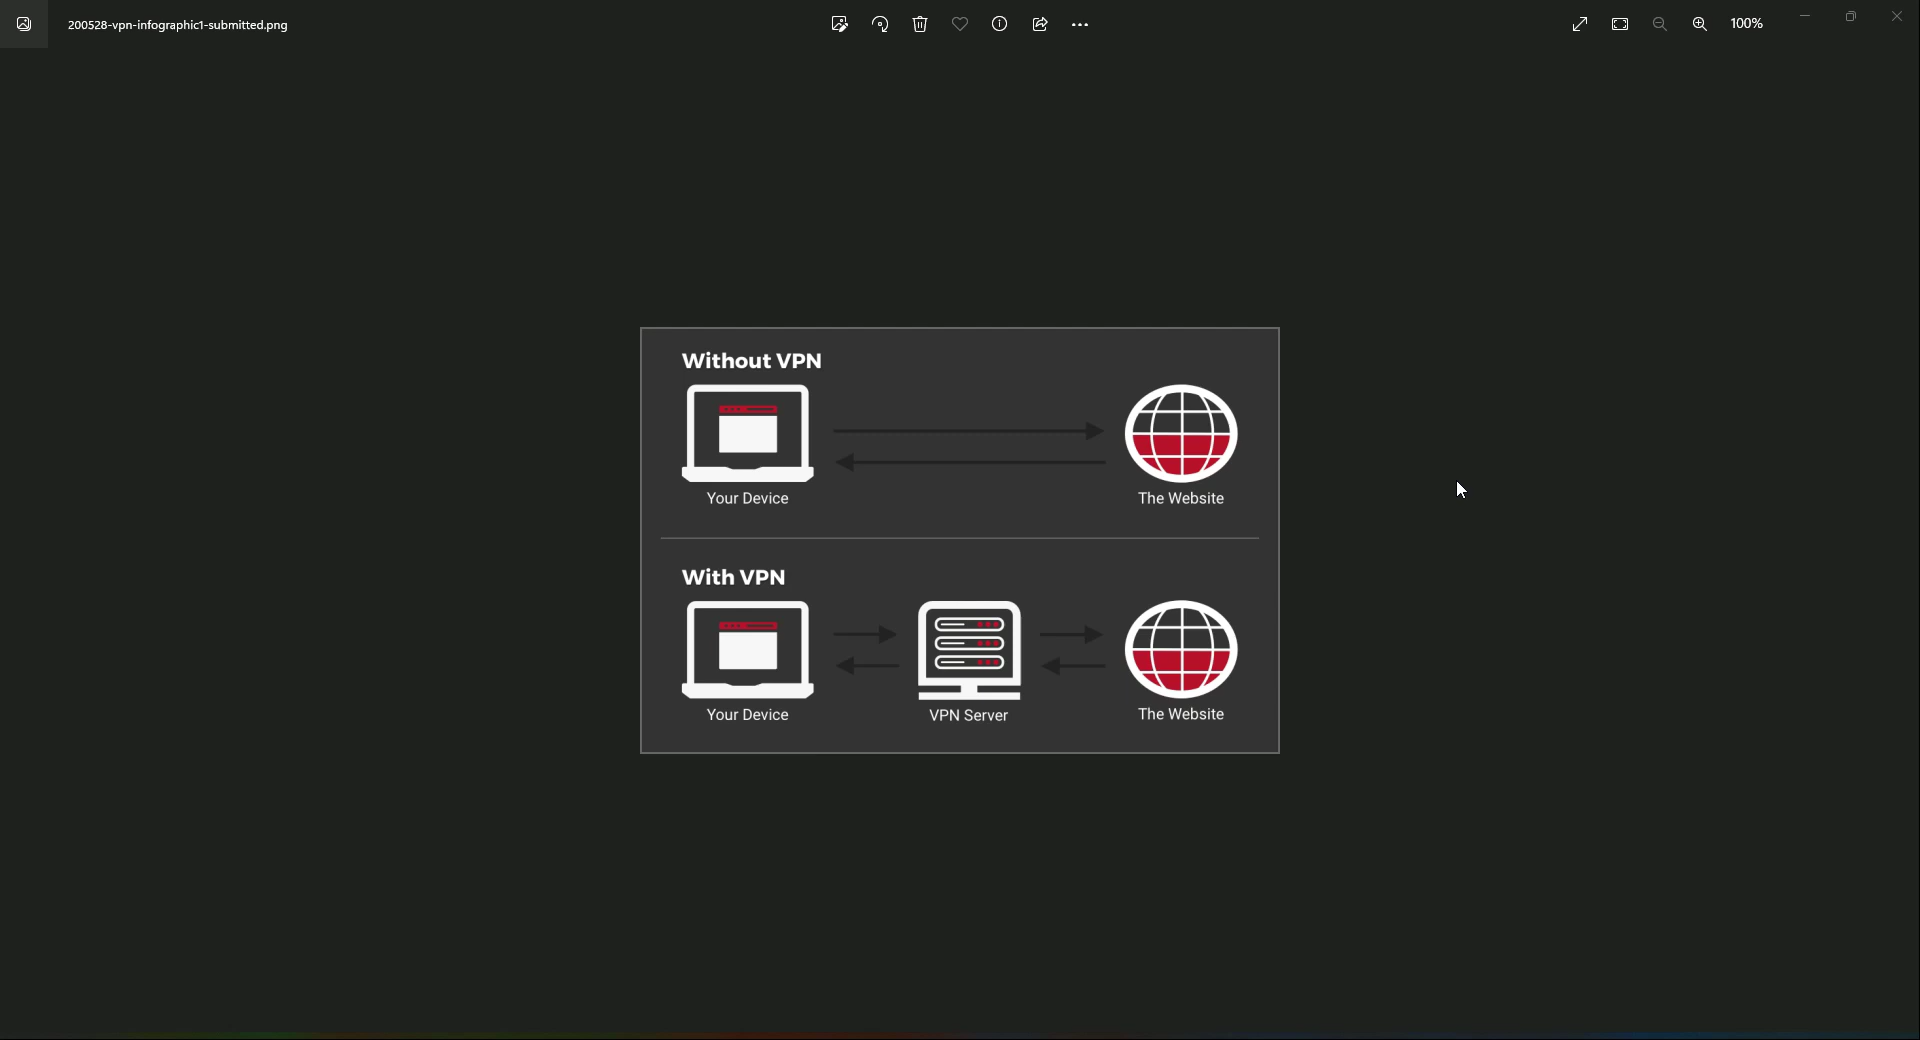 200528-vpn-infographic1-submitted.png
100%
Without VPN
Your Device
The Website
With VPN
Your Device
VPN Server
The Website